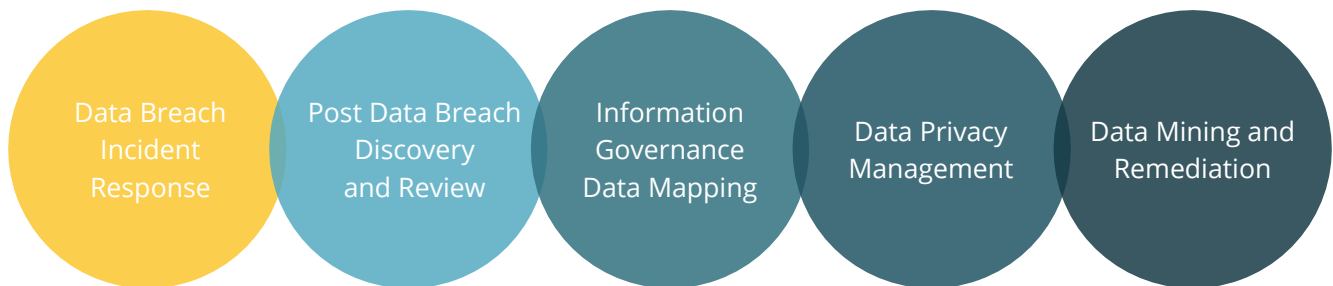 Data Breach
Incident
Response
Post Data Breach
Discovery
and Review
Information
Governance
Data Mapping
Data Privacy
Management
Data Mining and
Remediation